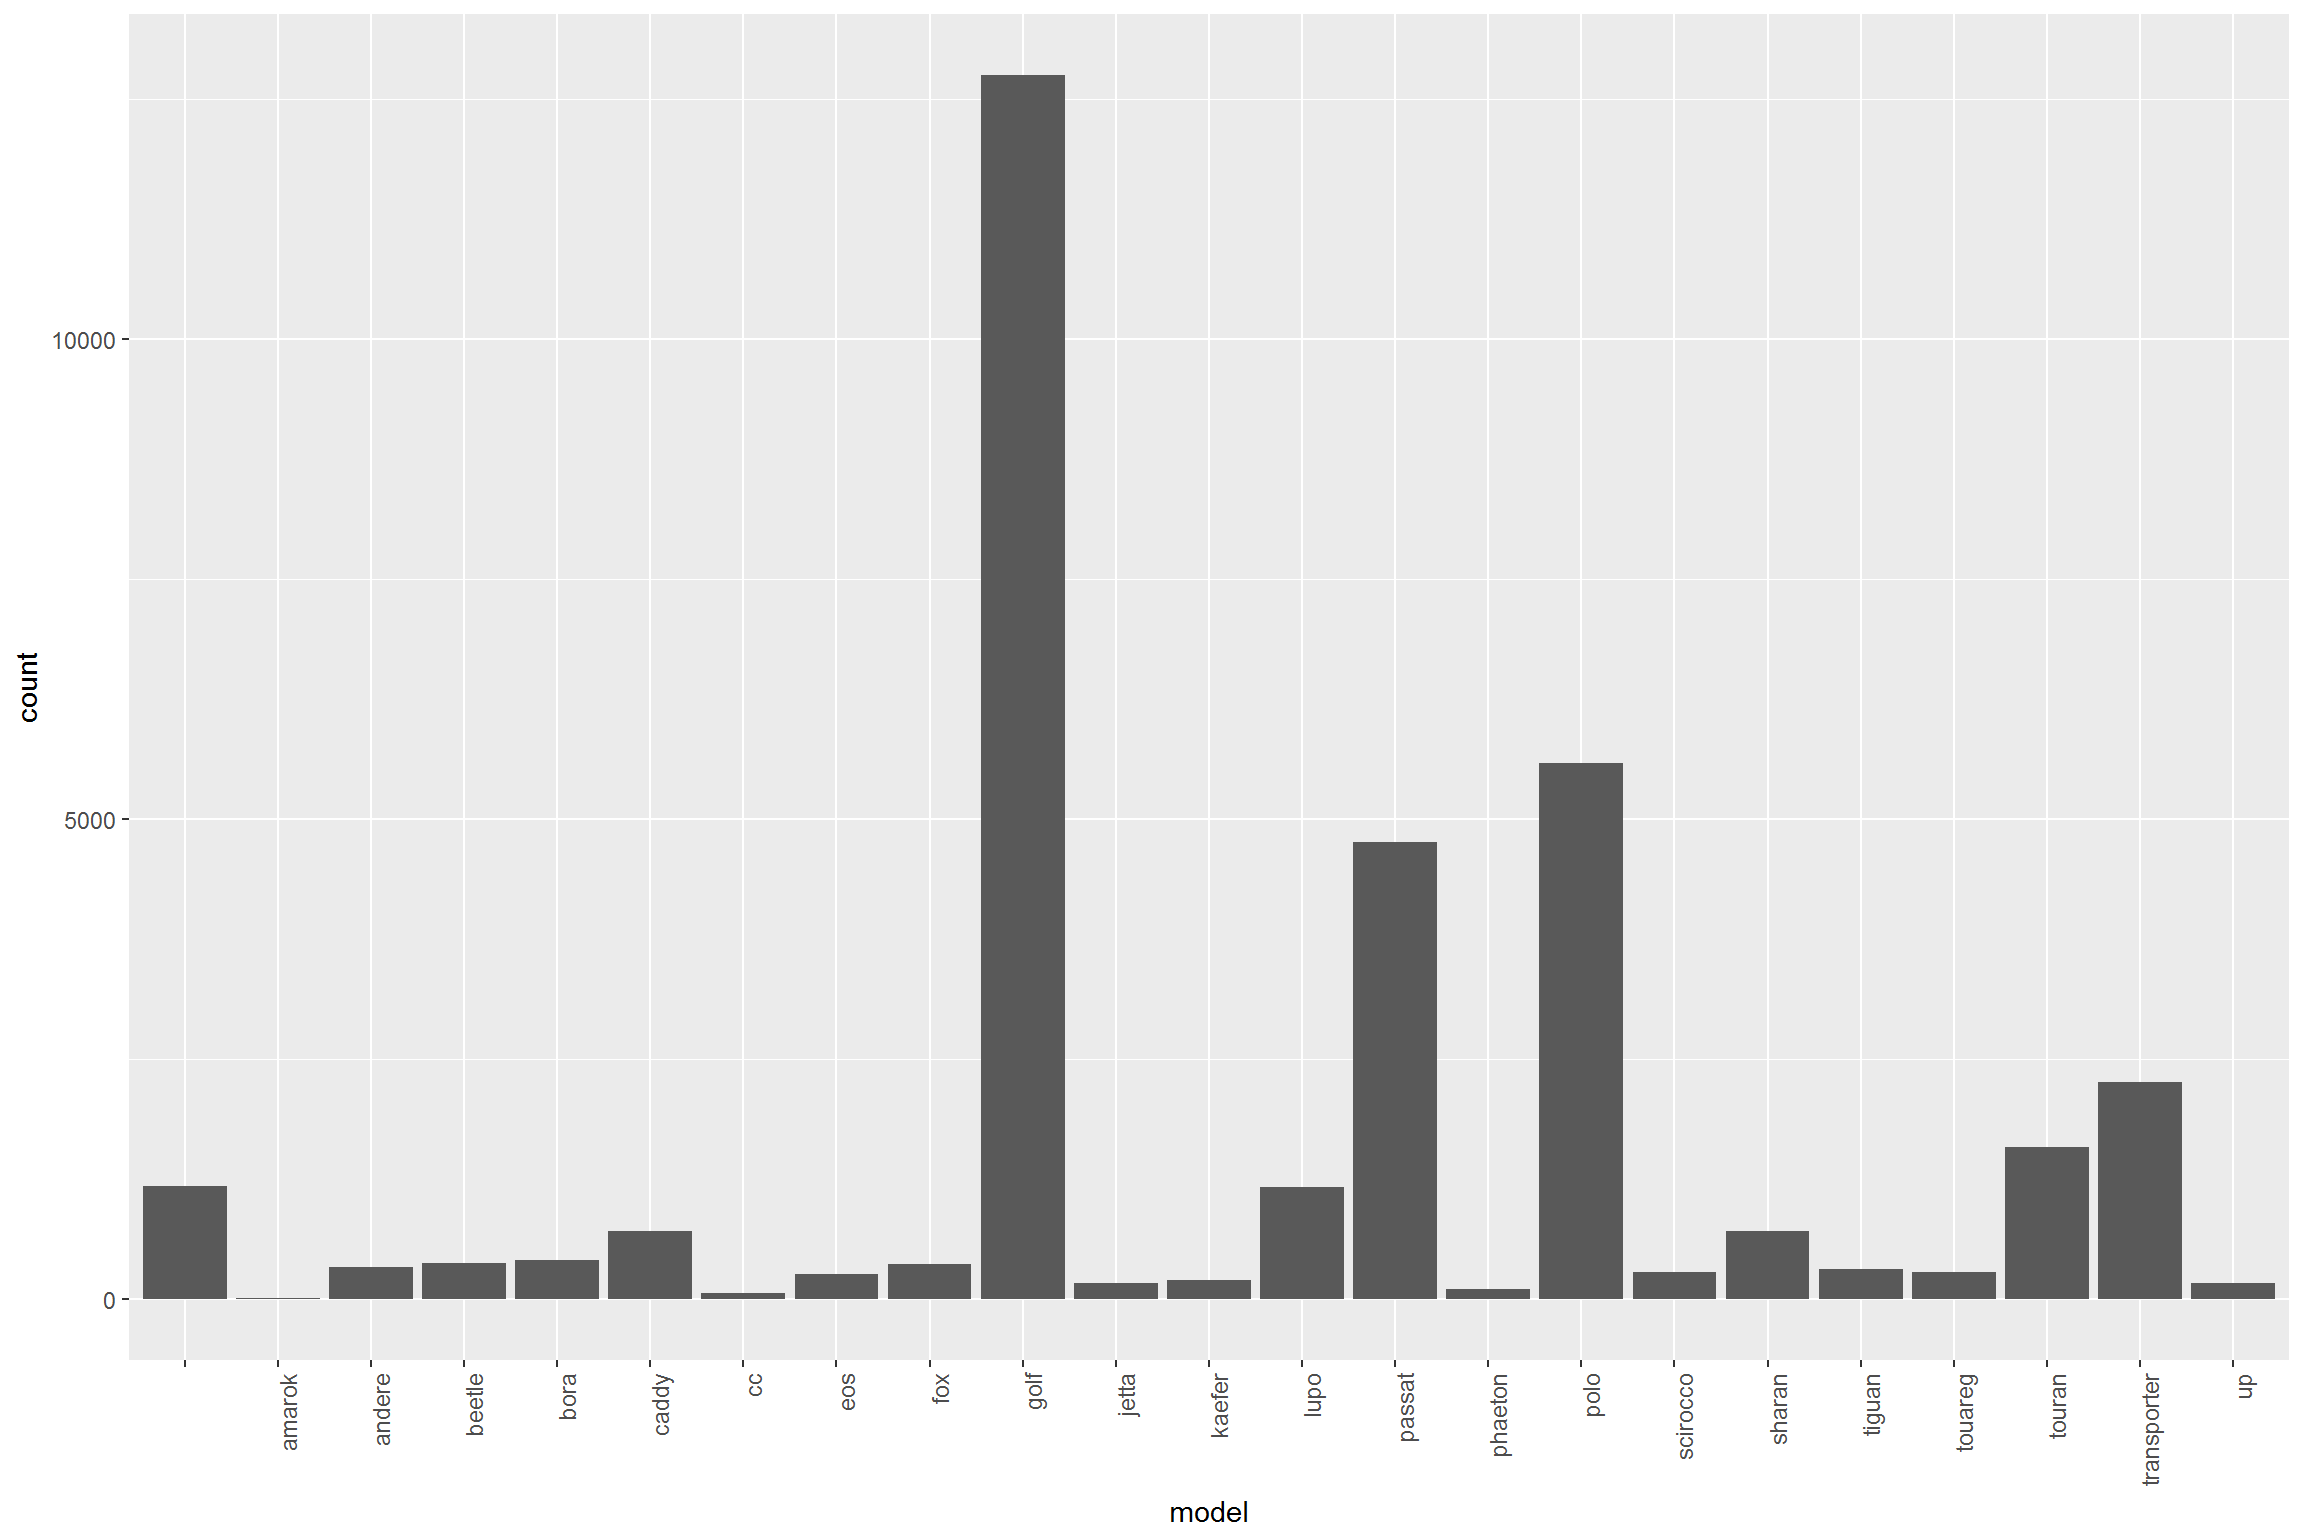 count
10000
5000
0
amarok
andere
beetle
bora
caddy
cc
eos
fox
golf
jetta
kaefer
lupo
passat
phaeton
polo
scirocco
sharan
tiguan
touareg
touran
transporter
up
model